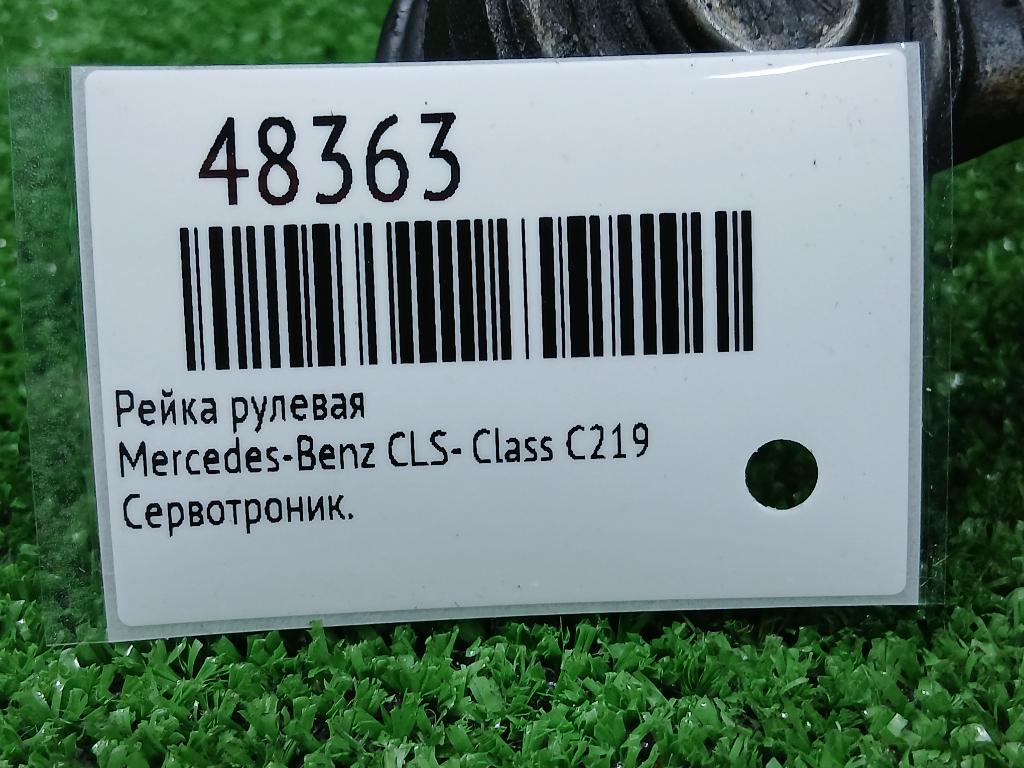 48363
Рейка рулевая
Mercedes-Benz CLS- Class C219
Сервотроник.